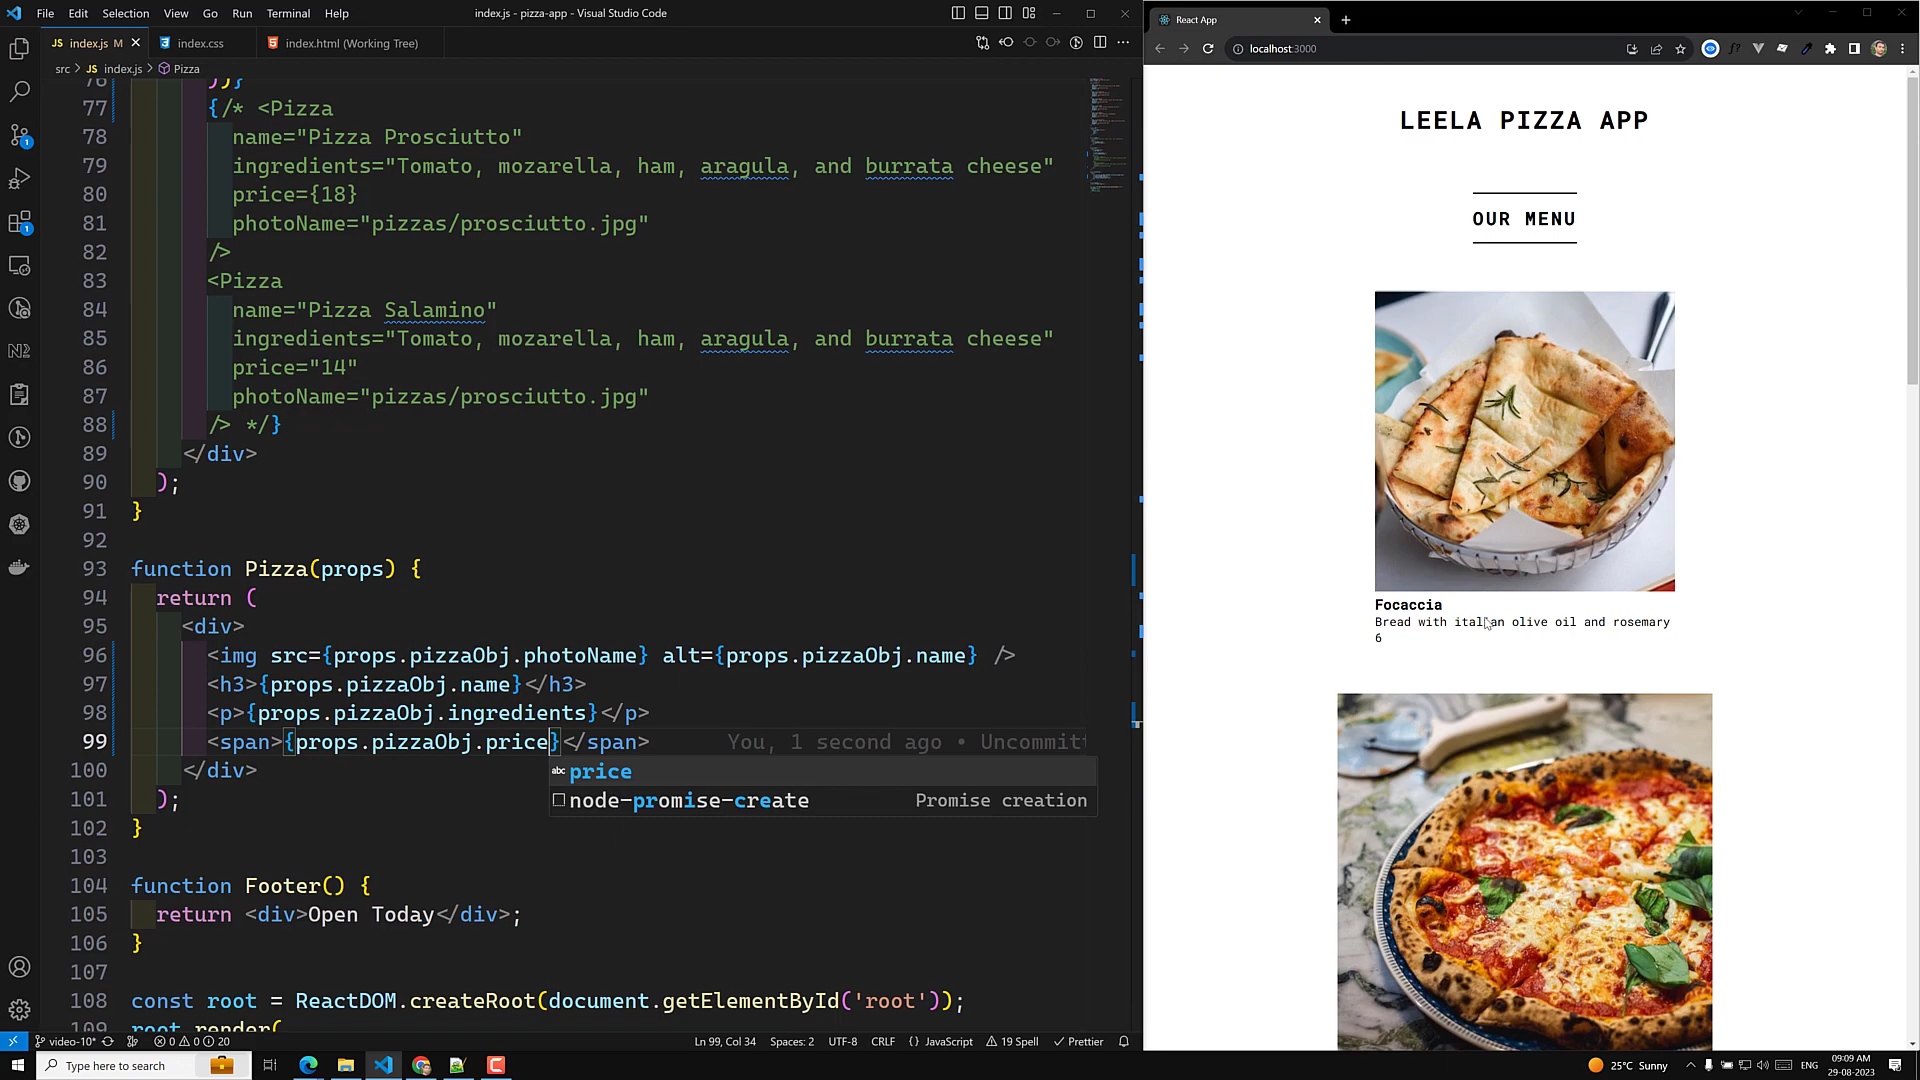 File Edit Selection View Go Run Terminal Help
index.js - pizza-app - Visual Studio Code
index.js M
index.css
index.html (Working Tree)
src > JS index.js > Pizza
76 ))}
77 {/* <Pizza
78 name="Pizza Prosciutto"
79 ingredients="Tomato, mozarella, ham, aragula, and burrata cheese"
80 price={18}
81 photoName="pizzas/prosciutto.jpg"
82 />
83 <Pizza
84 name="Pizza Salamino"
85 ingredients="Tomato, mozarella, ham, aragula, and burrata cheese"
86 price="14"
87 photoName="pizzas/prosciutto.jpg"
88 /> */}
89 </div>
90 );
91 }
92
93 function Pizza(props) {
94 return (
95 <div>
96 <img src={props.pizzaObj.photoName} alt={props.pizzaObj.name} />
97 <h3>{props.pizzaObj.name}</h3>
98 <p>{props.pizzaObj.ingredients}</p>
99 <span>{props.pizzaObj.price}</span> You, 1 second ago • Uncommit
abc price
node-promise-create Promise creation
100 </div>
101 );
102 }
103
104 function Footer() {
105 return <div>Open Today</div>;
106 }
107
108 const root = ReactDOM.createRoot(document.getElementById('root'));
109 root.render(
video-10* 0 0 20
Ln 99, Col 34 Spaces: 2 UTF-8 CRLF {} JavaScript 19 Spell Prettier
React App
localhost:3000
LEELA PIZZA APP
OUR MENU
Focaccia
Bread with italian olive oil and rosemary
6
Type here to search
25°C Sunny
ENG
09:09 AM
29-08-2023